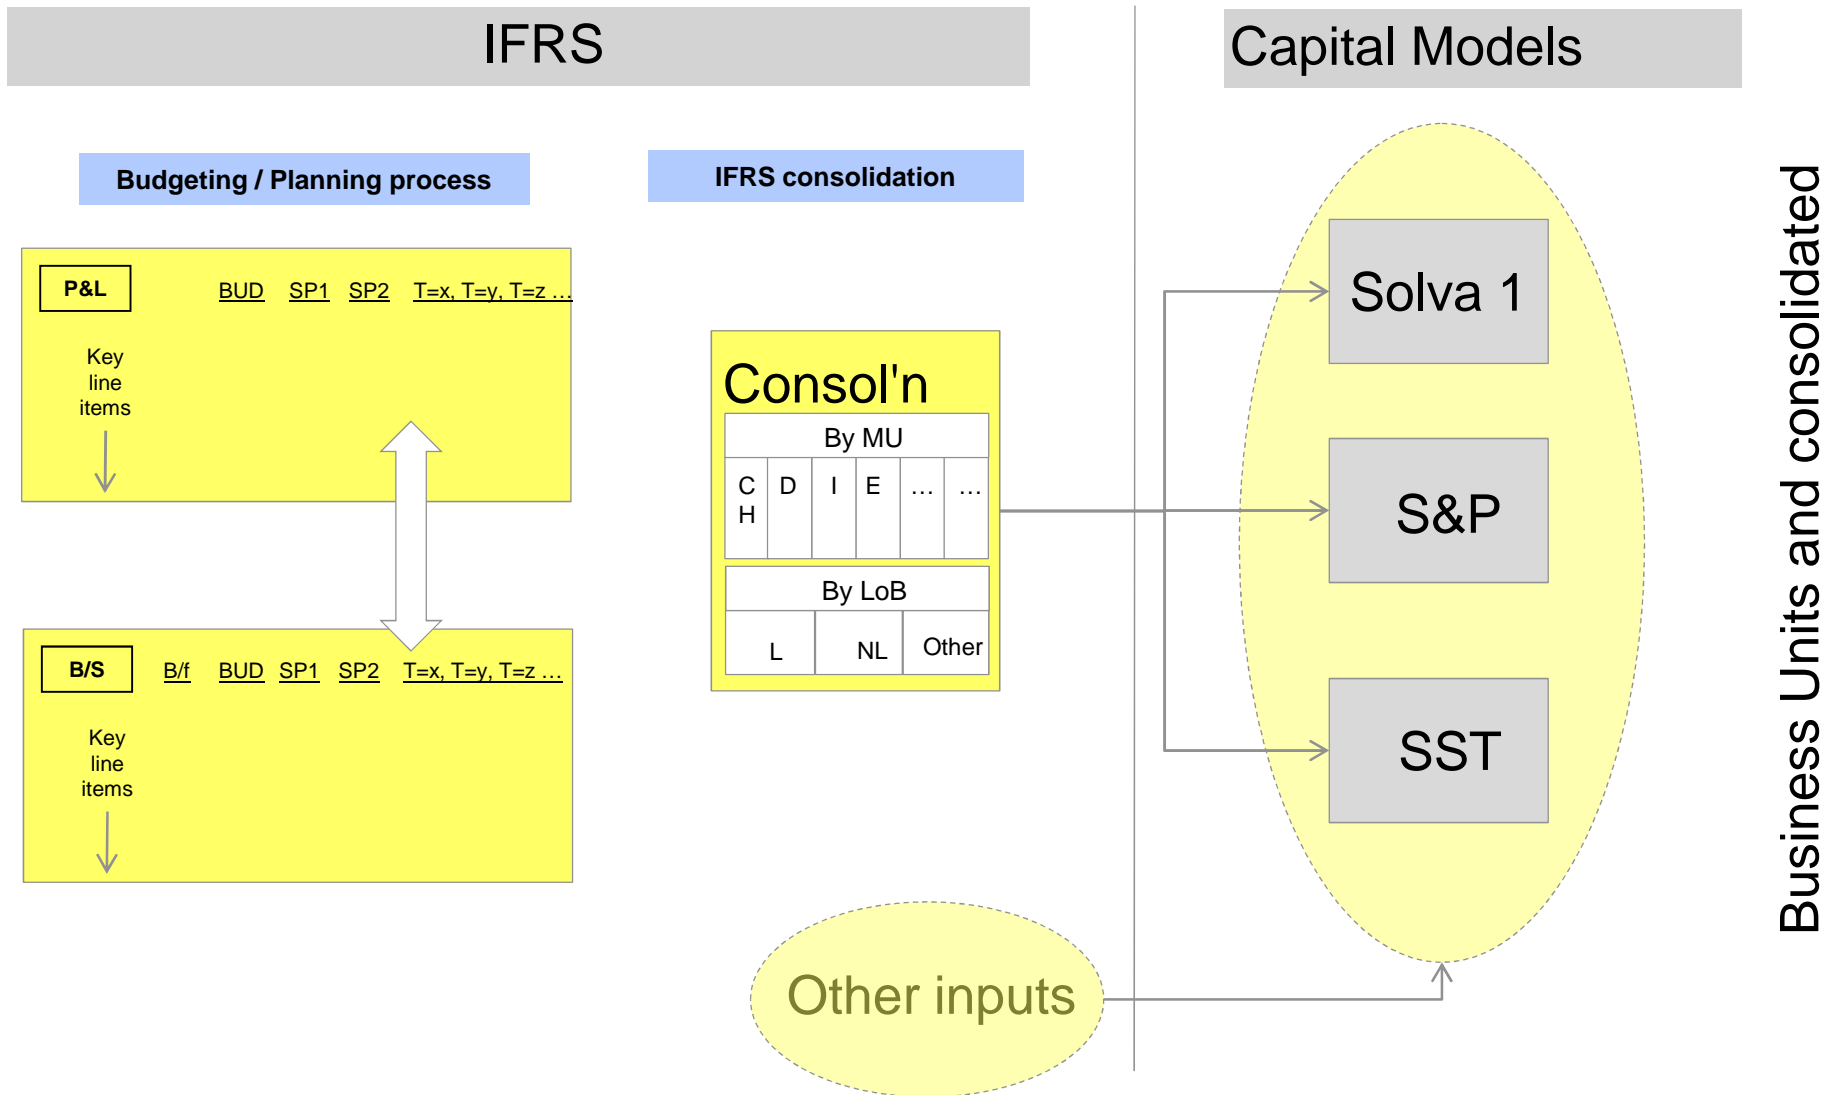 IFRS
Capital Models
Budgeting / Planning process
IFRS consolidation
P&L
BUD SP1 SP2 T=x, T=y, T=z …
Key
line
items
B/S
B/f BUD SP1 SP2 T=x, T=y, T=z …
Key
line
items
Consol'n
By MU
C
H
D
I
E
…
…
By LoB
L
NL
Other
Other inputs
Solva 1
S&P
SST
Business Units and consolidated